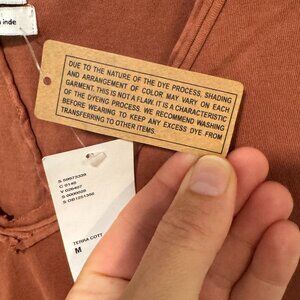 inde
DUE TO THE NATURE OF THE DYE PROCESS, SHADING
AND ARRANGEMENT OF COLOR MAY VARY ON EACH
GARMENT, THIS IS NOT A FLAW, IT IS A CHARACTERISTIC
OF THE DYEING PROCESS, WE RECOMMEND WASHING
BEFORE WEARING TO KEEP ANY EXCESS DYE FROM
TRANSFERRING TO OTHER ITEMS.
TERRA COTT
M